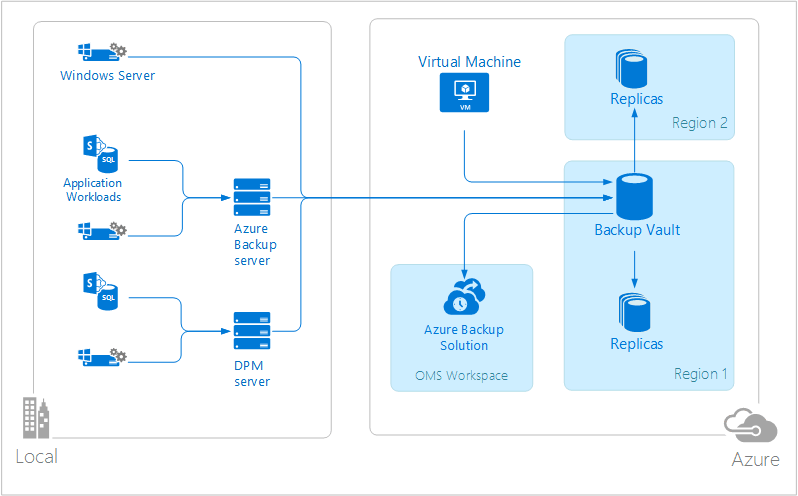 Windows Server
SQL
Application
Workloads
Azure
Backup
server
SQL
DPM
server
Local
Virtual Machine
VM
Replicas
Region 2
Backup Vault
Azure Backup
Solution
OMS Workspace
Replicas
Region 1
Azure